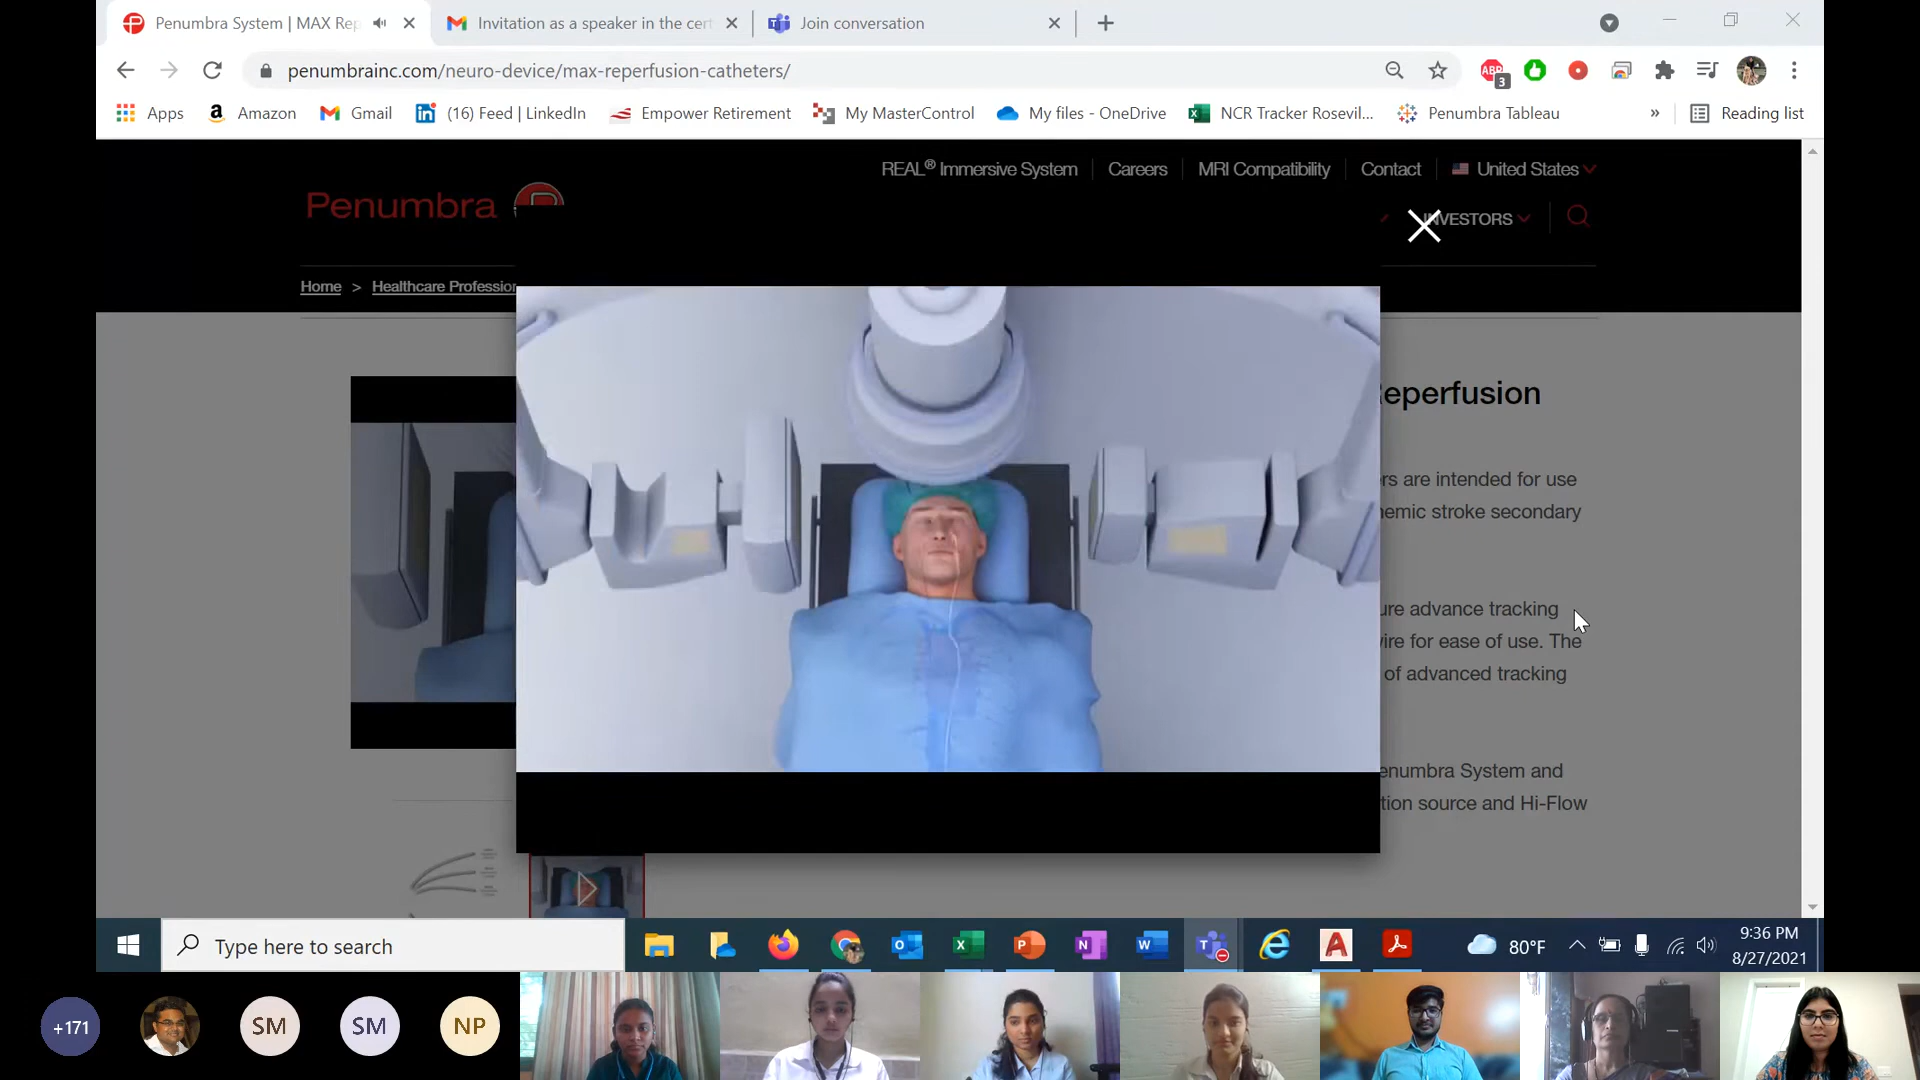 Penumbra System | MAX Rep
Invitation as a speaker in the cert
Join conversation
penumbrainc.com/neuro-device/max-reperfusion-catheters/
ABP
3
Apps
Amazon
Gmail
(16) Feed | LinkedIn
Empower Retirement
My MasterControl
My files - OneDrive
NCR Tracker Rosevil...
Penumbra Tableau
»
Reading list
REAL® Immersive System
Careers
MRI Compatibility
Contact
United States
Penumbra
INVESTORS
Home > Healthcare Profession
Reperfusion
rs are intended for use
hemic stroke secondary
ure advance tracking
wire for ease of use. The
of advanced tracking
enumbra System and
tion source and Hi-Flow
Type here to search
80°F
9:36 PM
8/27/2021
+171
SM
SM
NP